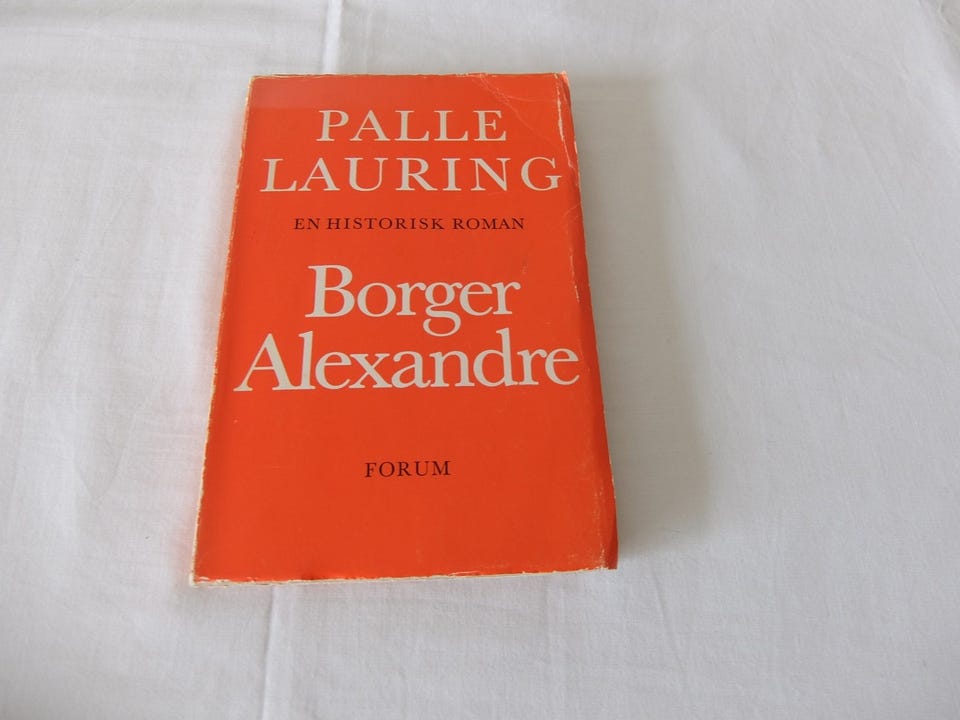 PALLE
LAURING
EN HISTORISK ROMAN
Borger
Alexandre
FORUM